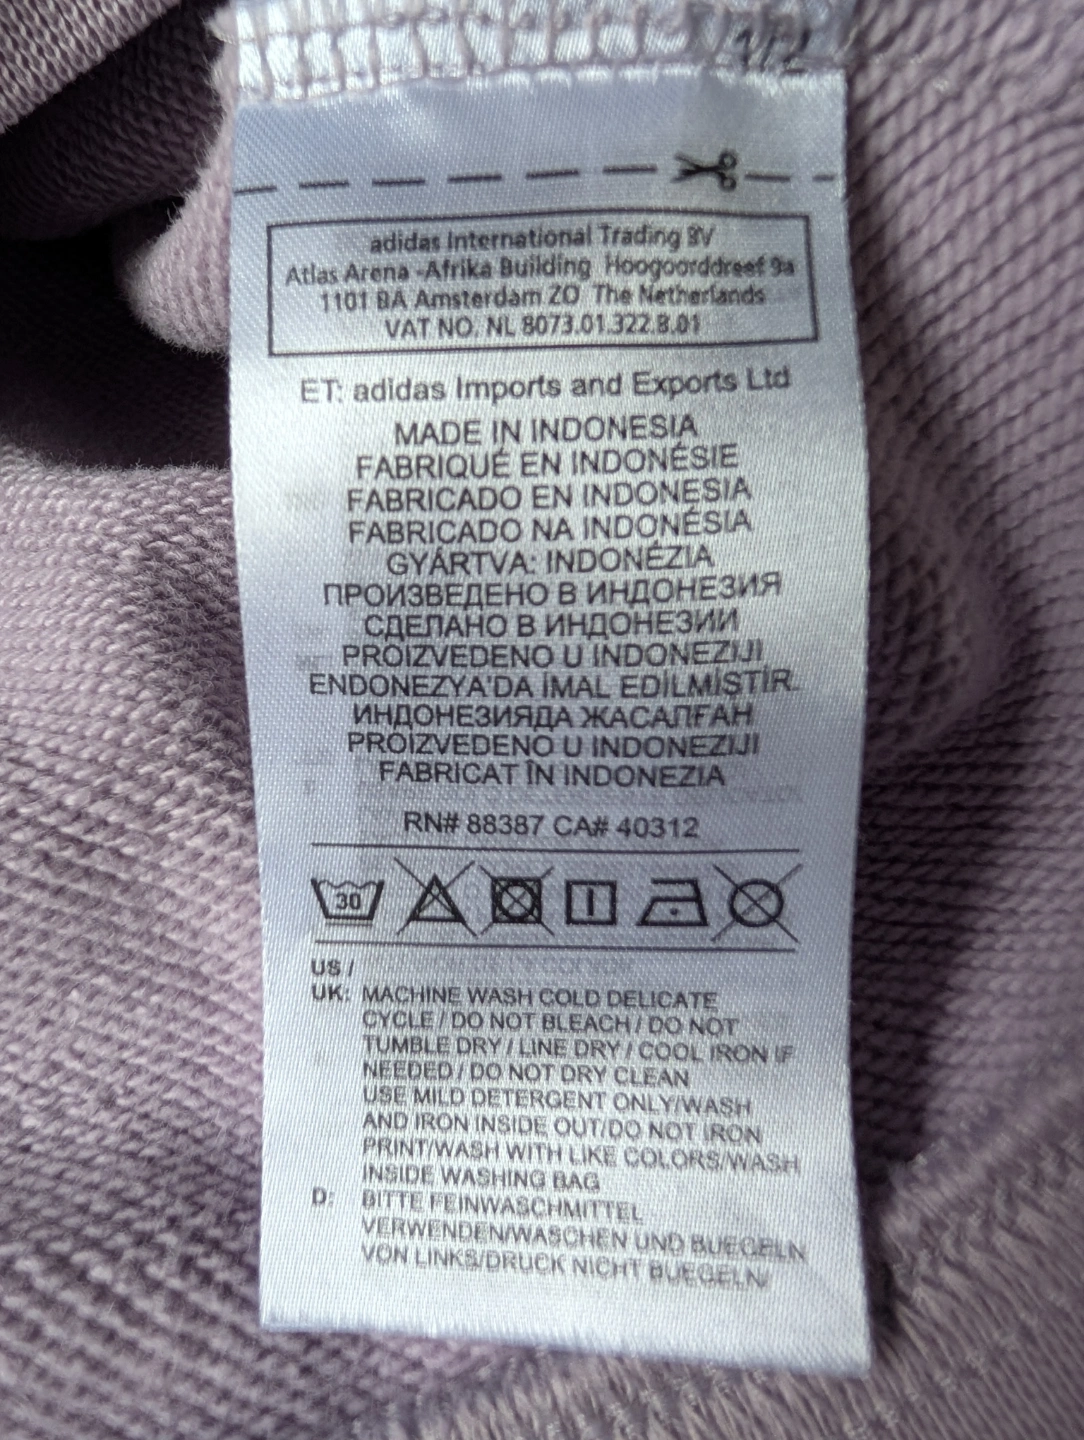 1/2
adidas International Trading BV
Atlas Arena -Afrika Building Hoogoorddreef 9a
1101 BA Amsterdam ZO The Netherlands
VAT NO. NL 8073.01.322.B.01
ET: adidas Imports and Exports Ltd
MADE IN INDONESIA
FABRIQUÉ EN INDONÉSIE
FABRICADO EN INDONESIA
FABRICADO NA INDONÉSIA
GYÁRTVA: INDONÉZIA
ПРОИЗВЕДЕНО В ИНДОНЕЗИЯ
СДЕЛАНО В ИНДОНЕЗИИ
PROIZVEDENO U INDONEZIJI
ENDONEZYA'DA İMAL EDİLMİSTİR.
ИНДОНЕЗИЯДА ЖАСАЛҒАН
PROIZVEDENO U INDONEZIJI
FABRICAT ÎN INDONEZIA
RN# 88387 CA# 40312
30
US /
UK: MACHINE WASH COLD DELICATE
CYCLE / DO NOT BLEACH / DO NOT
TUMBLE DRY / LINE DRY / COOL IRON IF
NEEDED / DO NOT DRY CLEAN
USE MILD DETERGENT ONLY/WASH
AND IRON INSIDE OUT/DO NOT IRON
PRINT/WASH WITH LIKE COLORS/WASH
INSIDE WASHING BAG
D: BITTE FEINWASCHMITTEL
VERWENDEN/WASCHEN UND BUEGELN
VON LINKS/DRUCK NICHT BUEGELN/